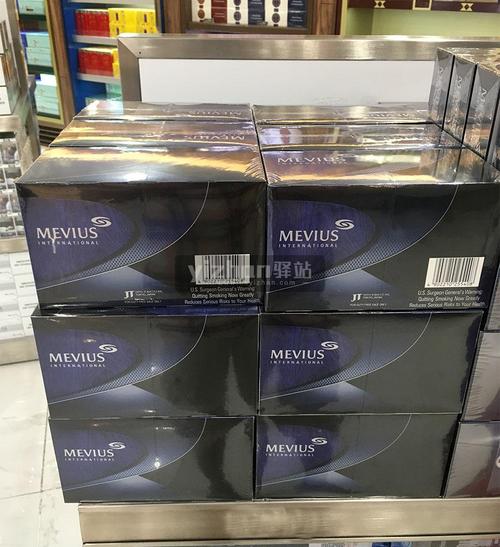 MEVIUS
INTERNATIONAL
JT
U.S. Surgeon General's Warning
Quitting Smoking Now Greatly
Reduces Serious Risks to Your Health.
MEVIUS
INTERNATIONAL
JT
U.S. Surgeon General's Warning
Quitting Smoking Now Greatly
Reduces Serious Risks to Your Health.
yizhan驿站
MEVIUS
INTERNATIONAL
MEVIUS
INTERNATIONAL
MEVIUS
INTERNATIONAL
MEVIUS
INTERNATIONAL